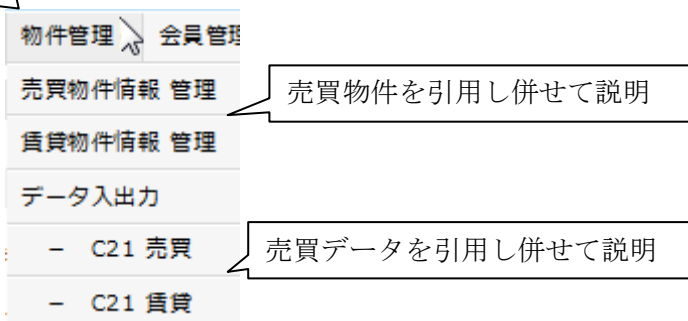 物件管理 会員管理
売買物件情報 管理
売買物件を引用し併せて説明
賃貸物件情報 管理
データ入出力
－ C21 売買
売買データを引用し併せて説明
－ C21 賃貸